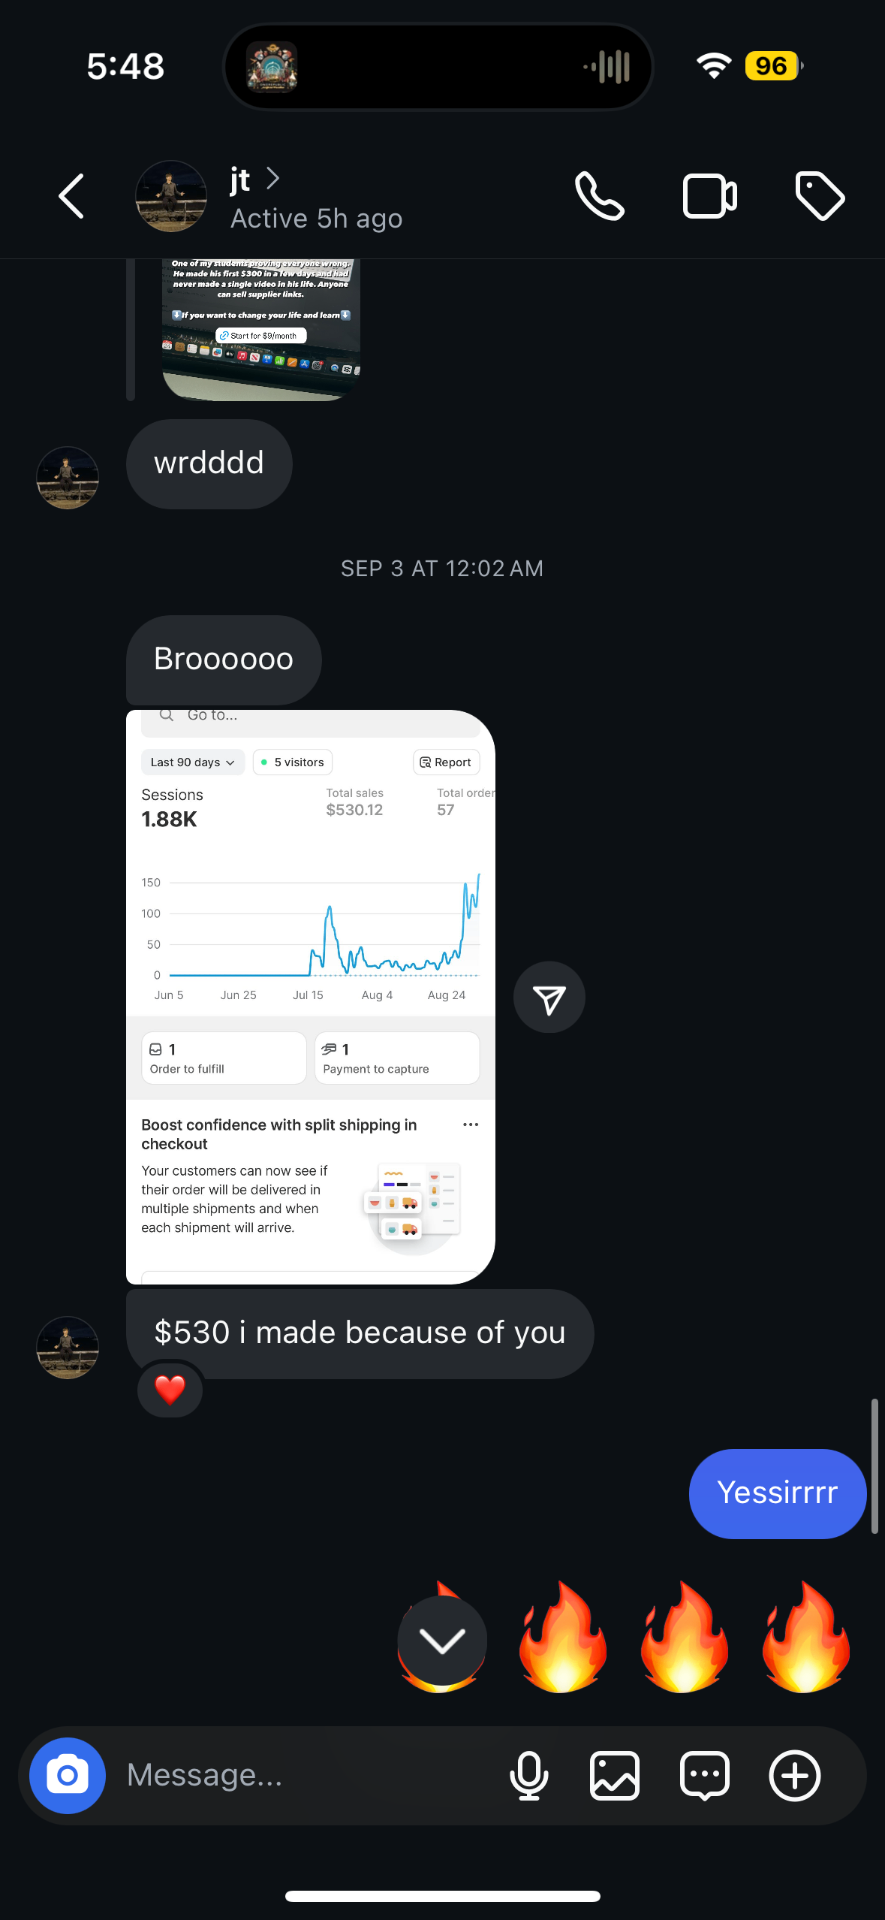 5:48
96
jt
Active 5h ago
One of my students proving everyone wrong.
He made his first $300 in a few days and had
never made a single video in his life. Anyone
can sell supplier links.
⬇️If you want to change your life and learn⬇️
Start for $9/month
wrdddd
SEP 3 AT 12:02 AM
Broooooo
Go to...
Last 90 days
5 visitors
Report
Sessions
1.88K
Total sales
$530.12
Total order
57
150
100
50
0
Jun 5
Jun 25
Jul 15
Aug 4
Aug 24
1
Order to fulfill
1
Payment to capture
Boost confidence with split shipping in
checkout
Your customers can now see if
their order will be delivered in
multiple shipments and when
each shipment will arrive.
$530 i made because of you
❤️
Yessirrrr
🔥🔥🔥🔥
Message...